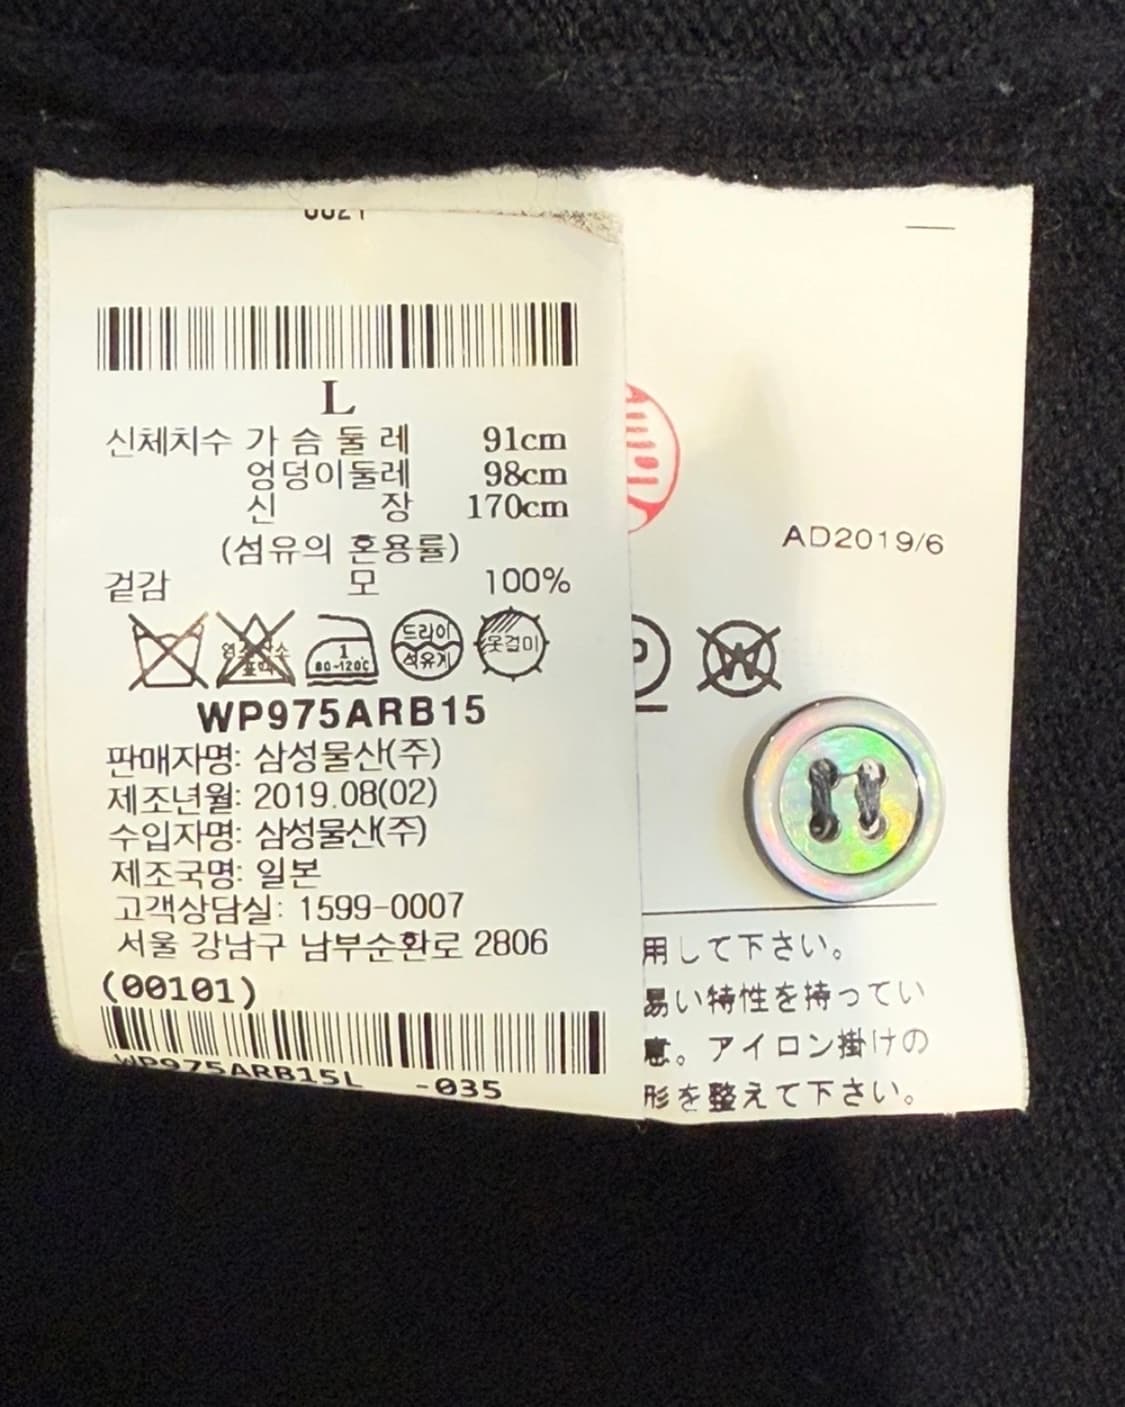 L
신체치수 가슴둘레 91cm
엉덩이둘레 98cm
신장 170cm
(섬유의 혼용률)
겉감 모 100%
1
80-120℃
드라이
석유계
옷걸이
WP975ARB15
판매자명: 삼성물산(주)
제조년월: 2019.08(02)
수입자명: 삼성물산(주)
제조국명: 일본
고객상담실: 1599-0007
서울 강남구 남부순환로 2806
(00101)
WP975ARB15L -035
AD2019/6
P
W
用して下さい。
易い特性を持ってい
意。アイロン掛けの
形を整えて下さい。